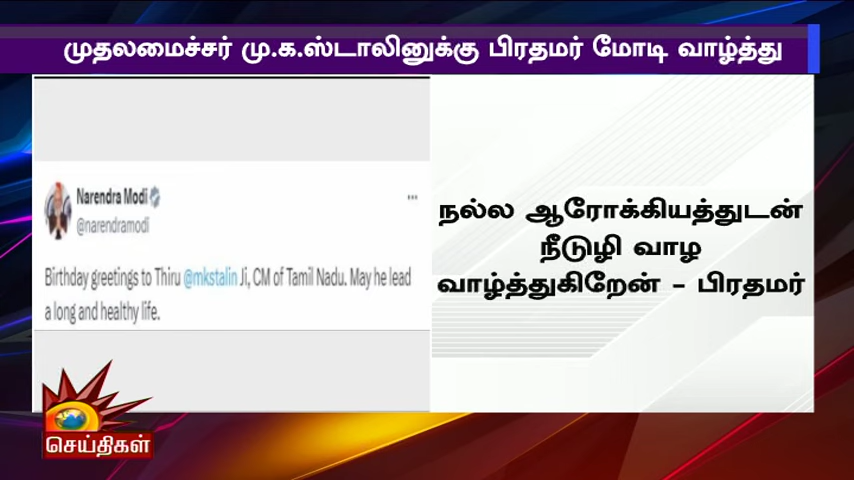 முதலமைச்சர் மு.க.ஸ்டாலினுக்கு பிரதமர் மோடி வாழ்த்து
Narendra Modi
@narendramodi
Birthday greetings to Thiru @mkstalin Ji, CM of Tamil Nadu. May he lead
a long and healthy life.
நல்ல ஆரோக்கியத்துடன்
நீடுழி வாழ
வாழ்த்துகிறேன் - பிரதமர்
செய்திகள்